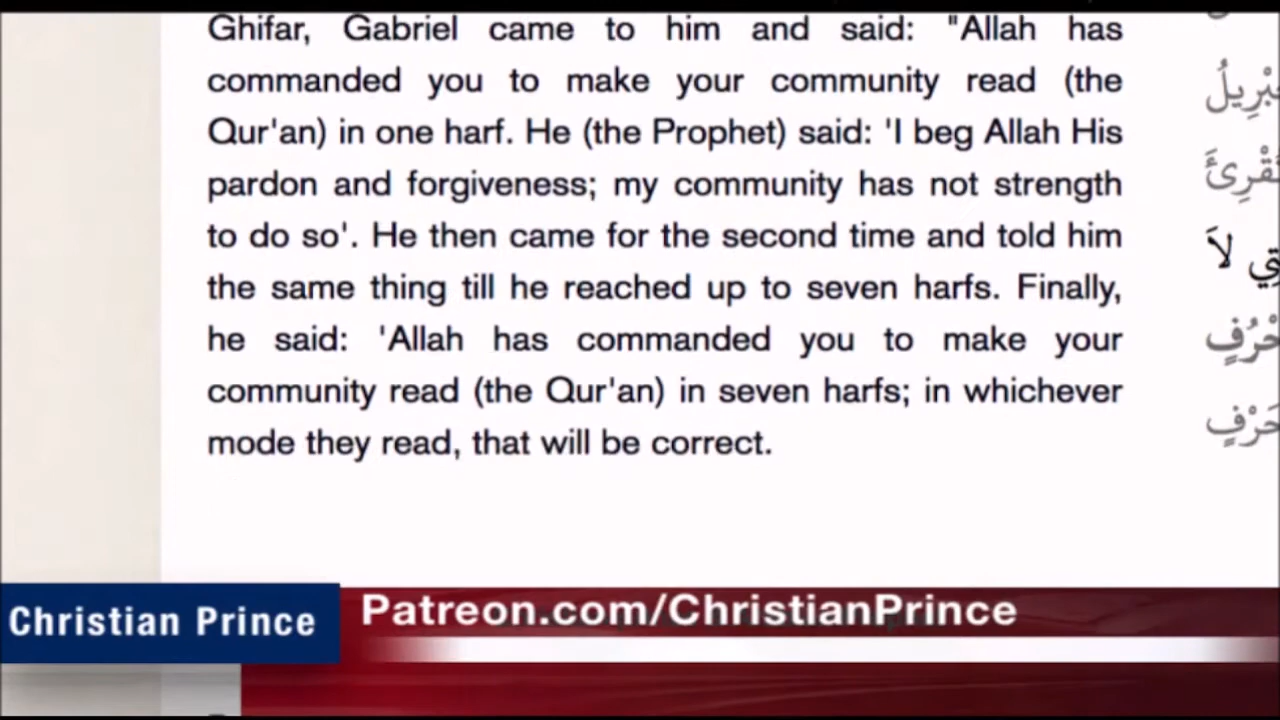 Ghifar, Gabriel came to him and said: "Allah has
commanded you to make your community read (the
Qur'an) in one harf. He (the Prophet) said: 'I beg Allah His
pardon and forgiveness; my community has not strength
to do so'. He then came for the second time and told him
the same thing till he reached up to seven harfs. Finally,
he said: 'Allah has commanded you to make your
community read (the Qur'an) in seven harfs; in whichever
mode they read, that will be correct.
Christian Prince
Patreon.com/ChristianPrince